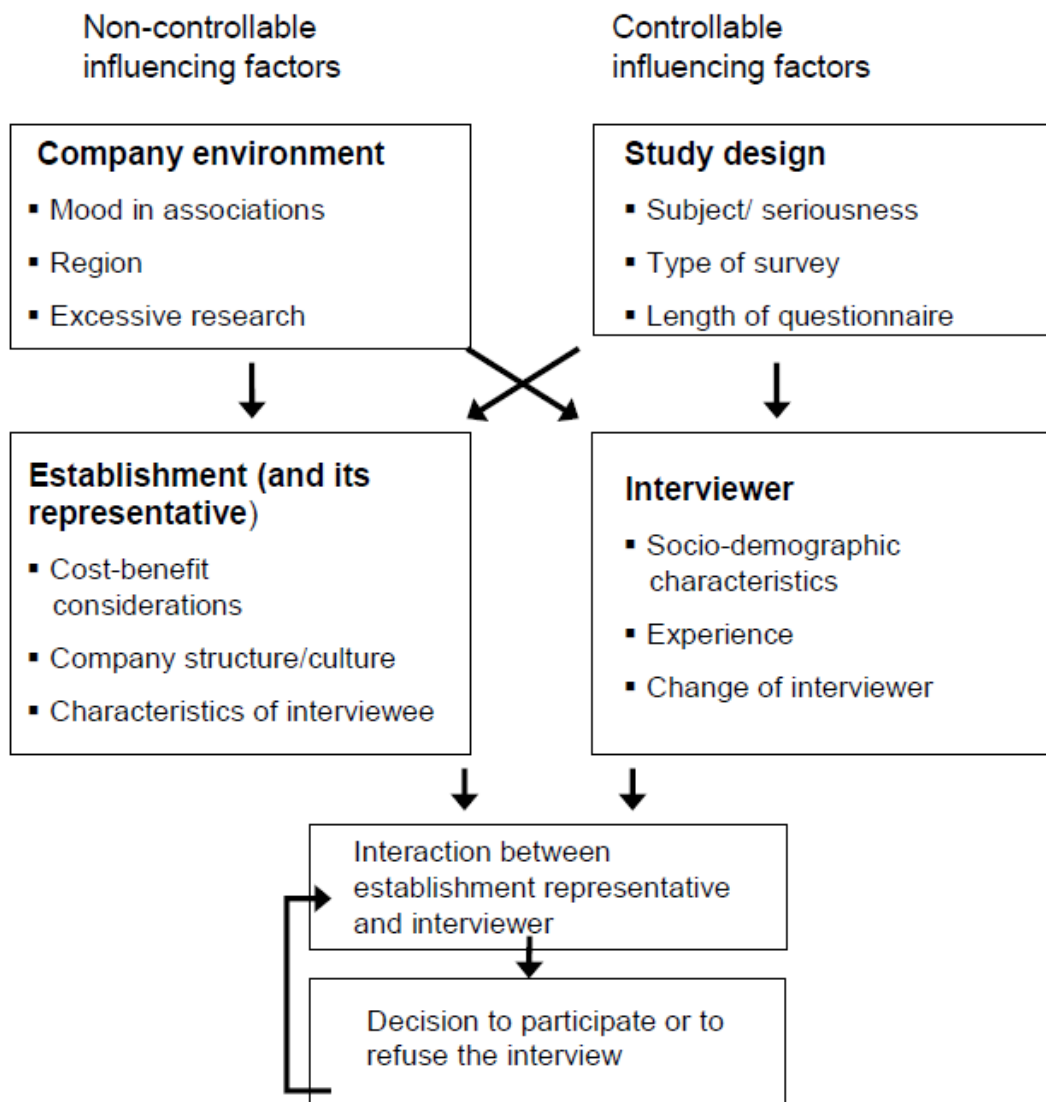 Non-controllable
influencing factors
Controllable
influencing factors
Company environment
▪ Mood in associations
▪ Region
▪ Excessive research
Study design
▪ Subject/ seriousness
▪ Type of survey
▪ Length of questionnaire
Establishment (and its
representative)
▪ Cost-benefit
considerations
▪ Company structure/culture
▪ Characteristics of interviewee
Interviewer
▪ Socio-demographic
characteristics
▪ Experience
▪ Change of interviewer
Interaction between
establishment representative
and interviewer
Decision to participate or to
refuse the interview